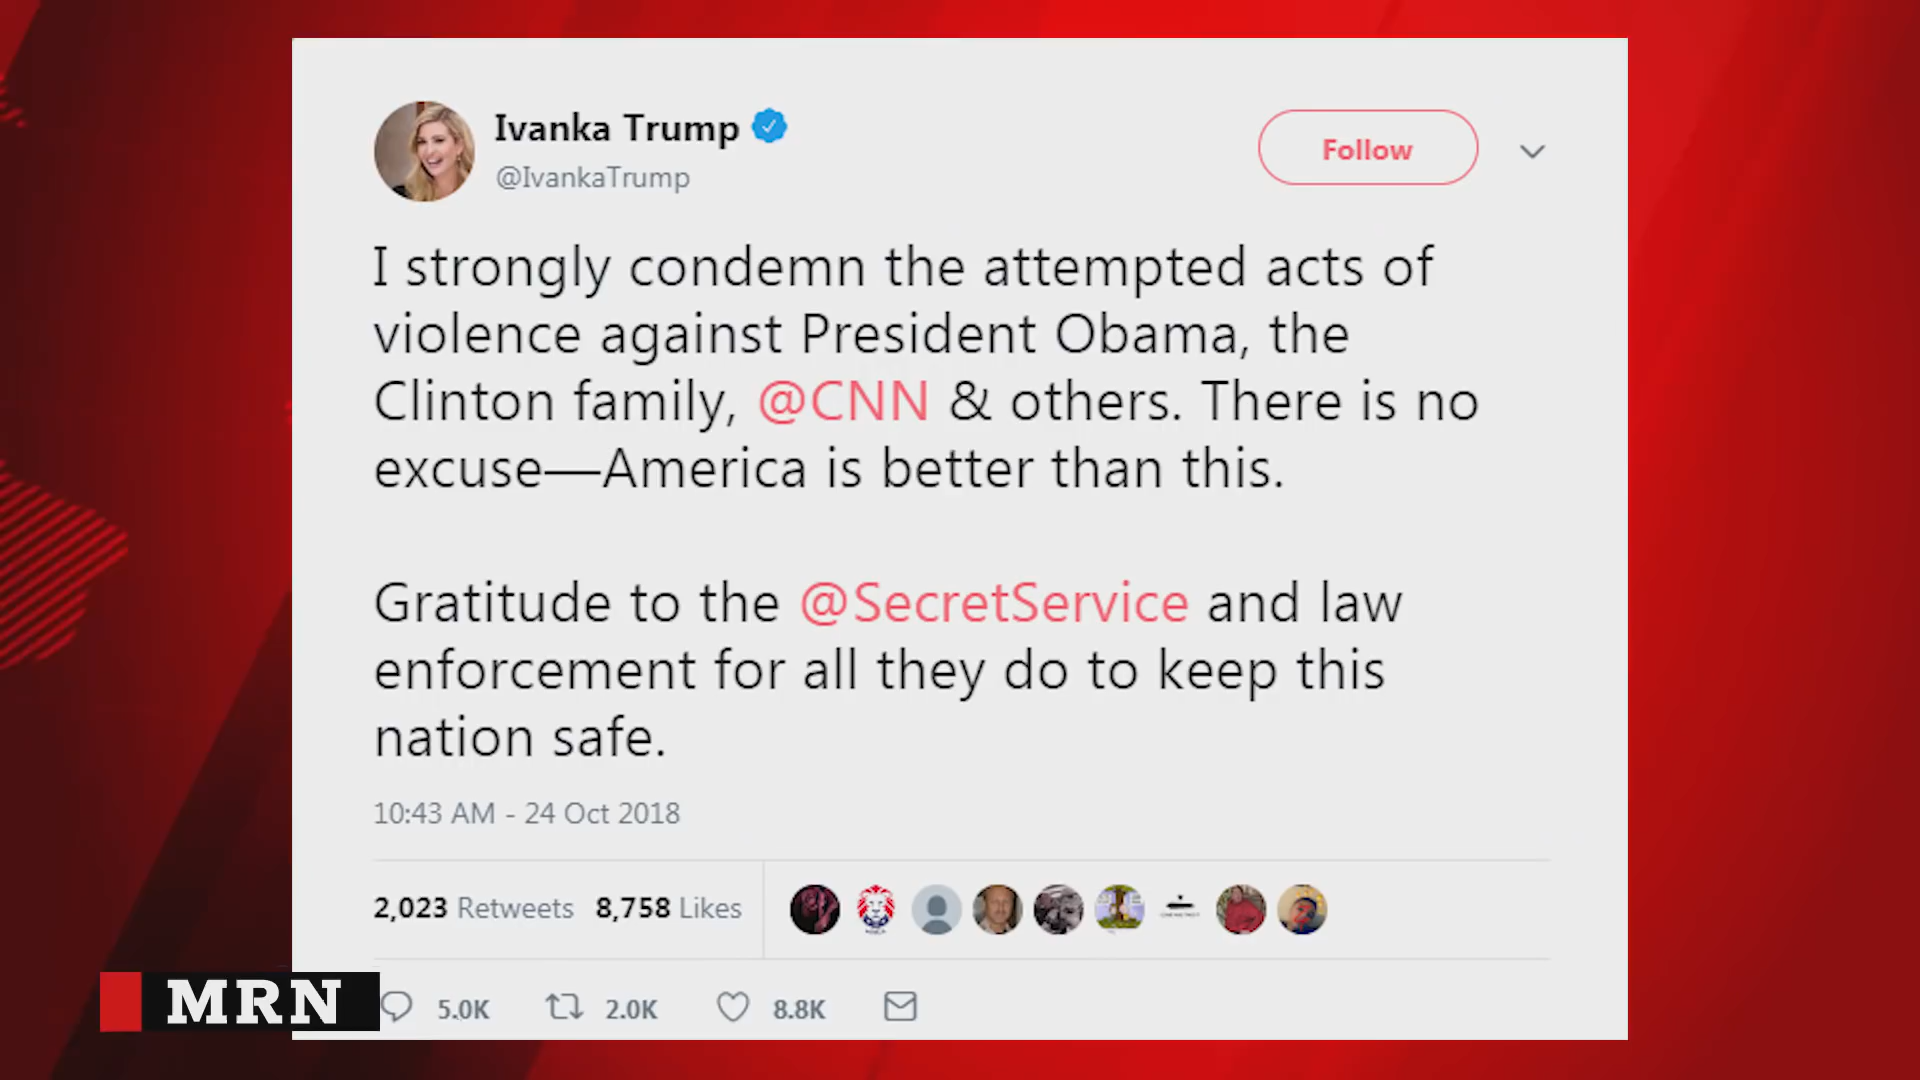 Ivanka Trump
@IvankaTrump
Follow
I strongly condemn the attempted acts of
violence against President Obama, the
Clinton family, @CNN & others. There is no
excuse—America is better than this.
Gratitude to the @SecretService and law
enforcement for all they do to keep this
nation safe.
10:43 AM - 24 Oct 2018
2,023 Retweets 8,758 Likes
MRN
5.0K 2.0K 8.8K